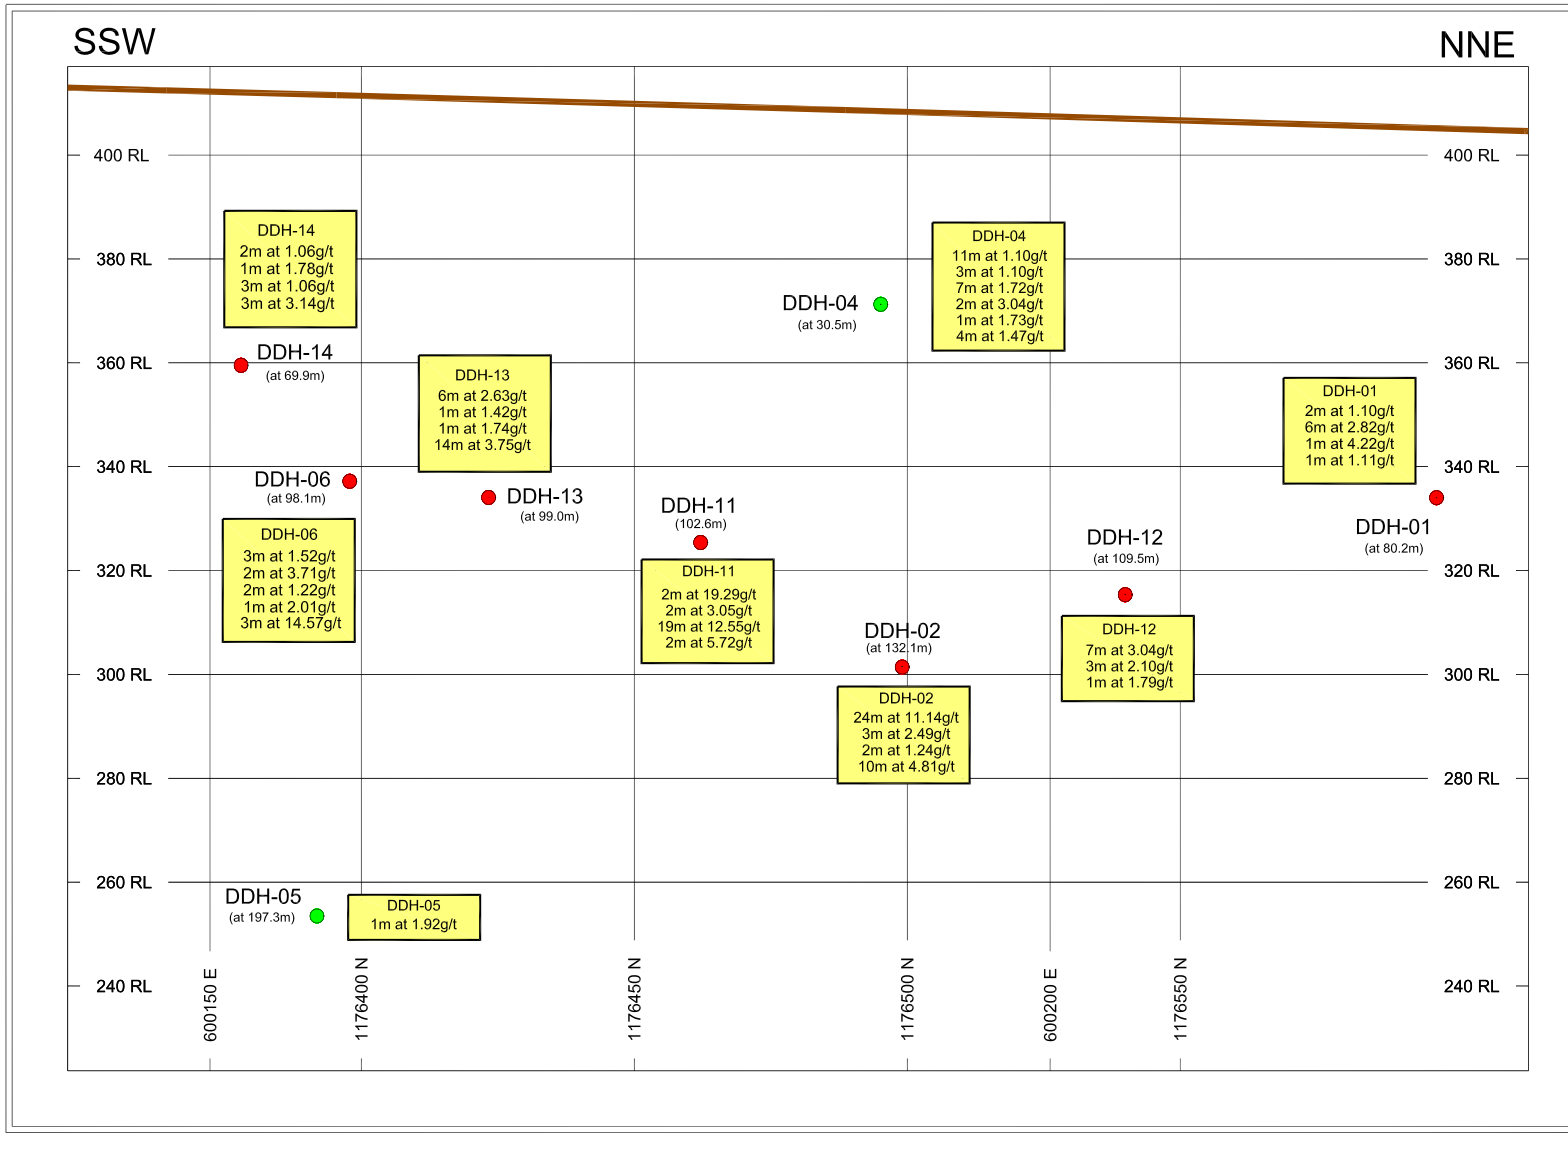 SSW
NNE
400 RL
400 RL
DDH-14
2m at 1.06g/t
1m at 1.78g/t
3m at 1.06g/t
3m at 3.14g/t
DDH-04
11m at 1.10g/t
3m at 1.10g/t
7m at 1.72g/t
2m at 3.04g/t
1m at 1.73g/t
4m at 1.47g/t
380 RL
380 RL
DDH-04
(at 30.5m)
DDH-14
(at 69.9m)
360 RL
360 RL
DDH-13
6m at 2.63g/t
1m at 1.42g/t
1m at 1.74g/t
14m at 3.75g/t
DDH-01
2m at 1.10g/t
6m at 2.82g/t
1m at 4.22g/t
1m at 1.11g/t
340 RL
340 RL
DDH-06
(at 98.1m)
DDH-13
(at 99.0m)
DDH-11
(102.6m)
DDH-01
(at 80.2m)
DDH-12
(at 109.5m)
DDH-06
3m at 1.52g/t
2m at 3.71g/t
2m at 1.22g/t
1m at 2.01g/t
3m at 14.57g/t
320 RL
320 RL
DDH-11
2m at 19.29g/t
2m at 3.05g/t
19m at 12.55g/t
2m at 5.72g/t
DDH-02
(at 132.1m)
DDH-12
7m at 3.04g/t
3m at 2.10g/t
1m at 1.79g/t
300 RL
300 RL
DDH-02
24m at 11.14g/t
3m at 2.49g/t
2m at 1.24g/t
10m at 4.81g/t
280 RL
280 RL
260 RL
260 RL
DDH-05
(at 197.3m)
DDH-05
1m at 1.92g/t
240 RL
240 RL
600150 E
1176400 N
1176450 N
1176500 N
600200 E
1176550 N